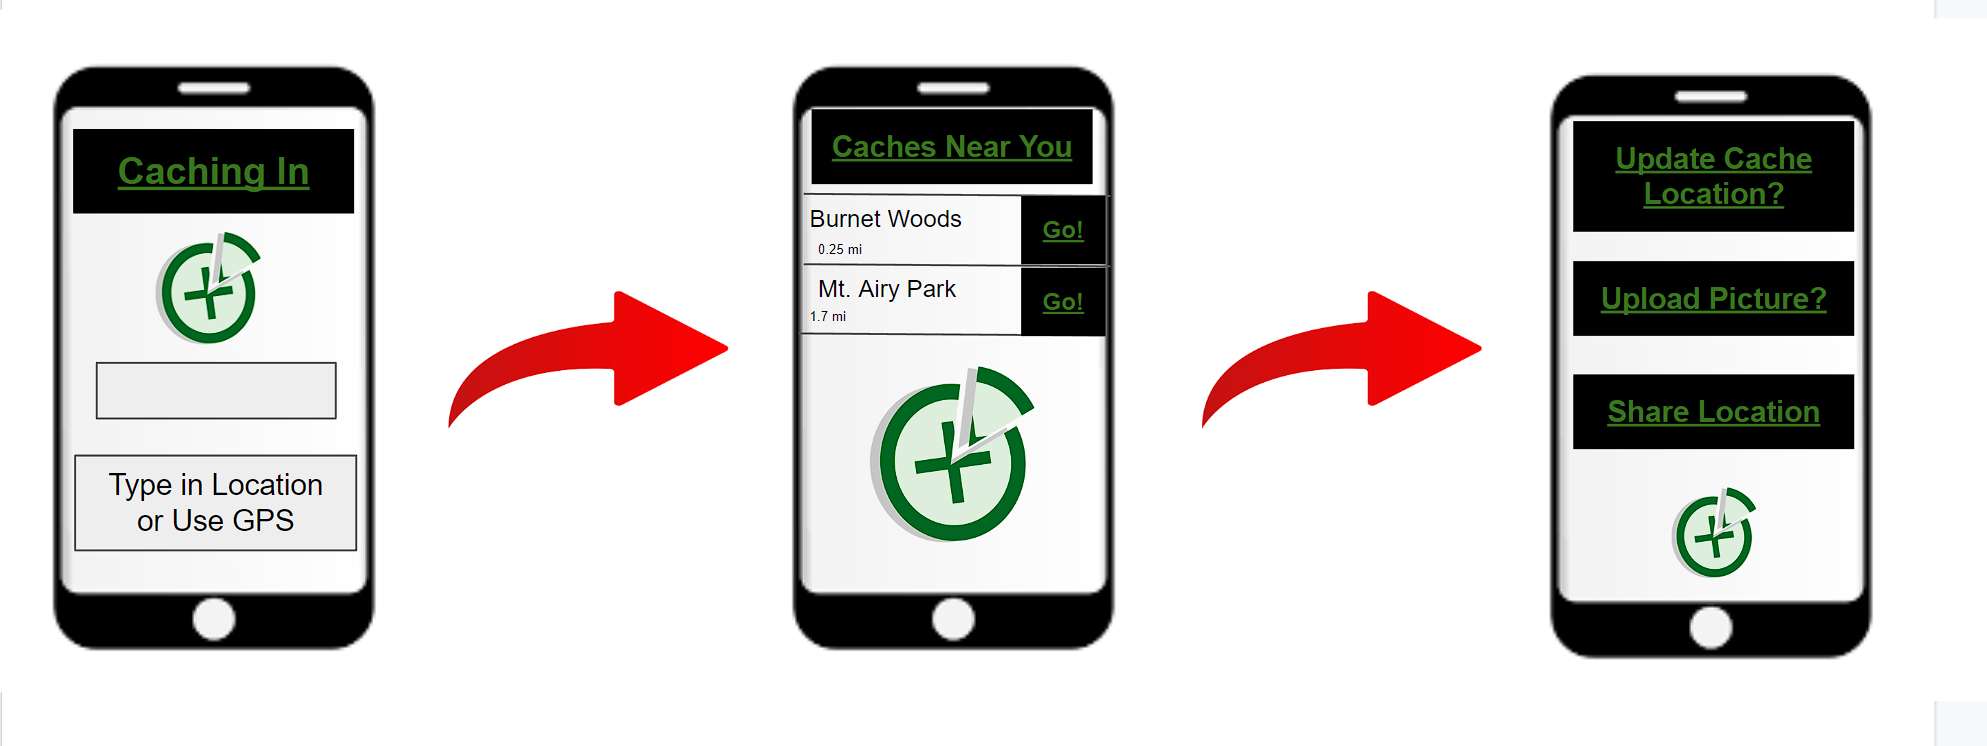 Caching In
Type in Location
or Use GPS
Caches Near You
Burnet Woods
0.25 mi
Go!
Mt. Airy Park
1.7 mi
Go!
Update Cache
Location?
Upload Picture?
Share Location